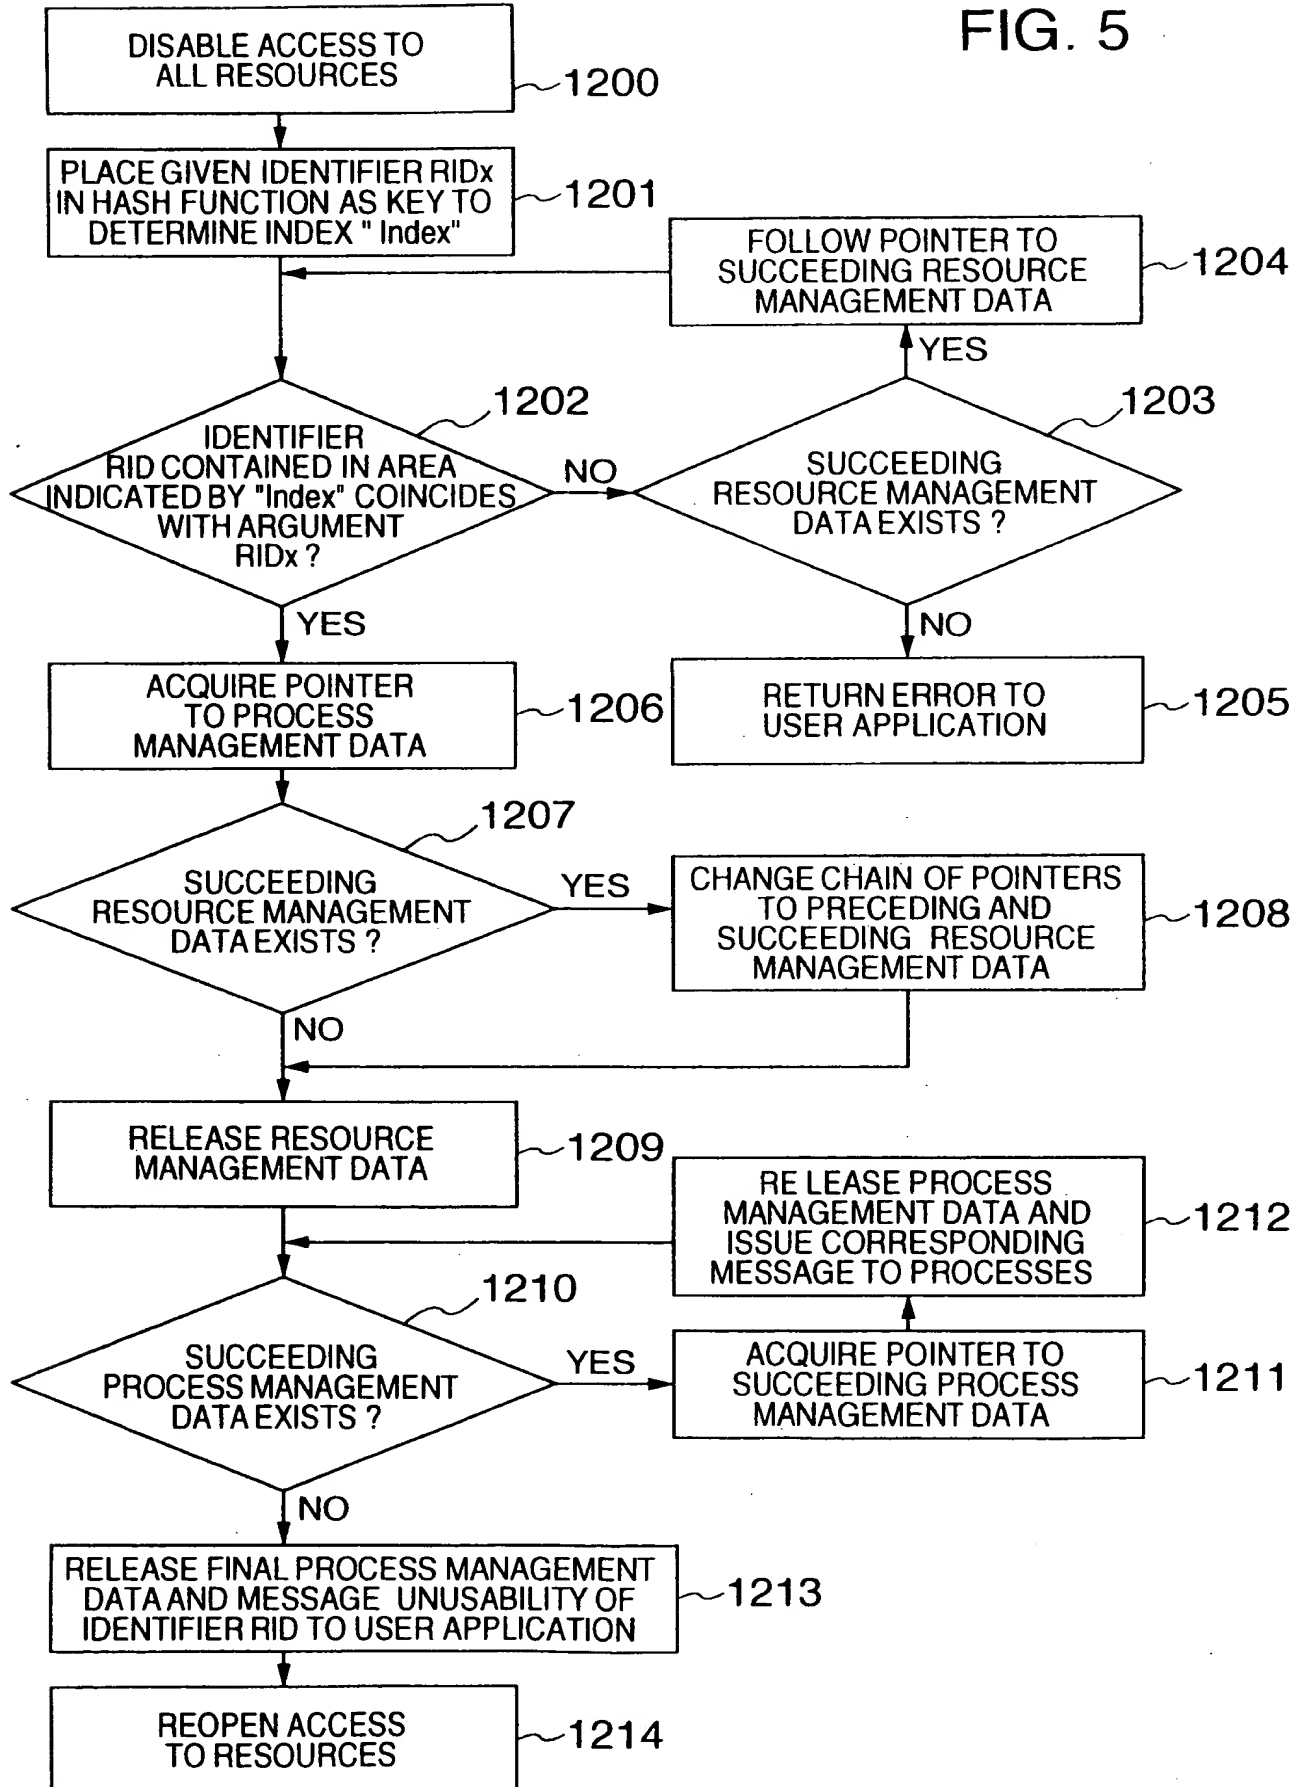 FIG. 5
DISABLE ACCESS TO
ALL RESOURCES
1200
PLACE GIVEN IDENTIFIER RIDx
IN HASH FUNCTION AS KEY TO
DETERMINE INDEX " Index"
1201
FOLLOW POINTER TO
SUCCEEDING RESOURCE
MANAGEMENT DATA
1204
YES
1202
1203
IDENTIFIER
RID CONTAINED IN AREA
INDICATED BY "Index" COINCIDES
WITH ARGUMENT
RIDx ?
NO
SUCCEEDING
RESOURCE MANAGEMENT
DATA EXISTS ?
YES
NO
ACQUIRE POINTER
TO PROCESS
MANAGEMENT DATA
1206
RETURN ERROR TO
USER APPLICATION
1205
1207
SUCCEEDING
RESOURCE MANAGEMENT
DATA EXISTS ?
YES
CHANGE CHAIN OF POINTERS
TO PRECEDING AND
SUCCEEDING RESOURCE
MANAGEMENT DATA
1208
NO
RELEASE RESOURCE
MANAGEMENT DATA
1209
RE LEASE PROCESS
MANAGEMENT DATA AND
ISSUE CORRESPONDING
MESSAGE TO PROCESSES
1212
1210
SUCCEEDING
PROCESS MANAGEMENT
DATA EXISTS ?
YES
ACQUIRE POINTER TO
SUCCEEDING PROCESS
MANAGEMENT DATA
1211
NO
RELEASE FINAL PROCESS MANAGEMENT
DATA AND MESSAGE UNUSABILITY OF
IDENTIFIER RID TO USER APPLICATION
1213
REOPEN ACCESS
TO RESOURCES
1214